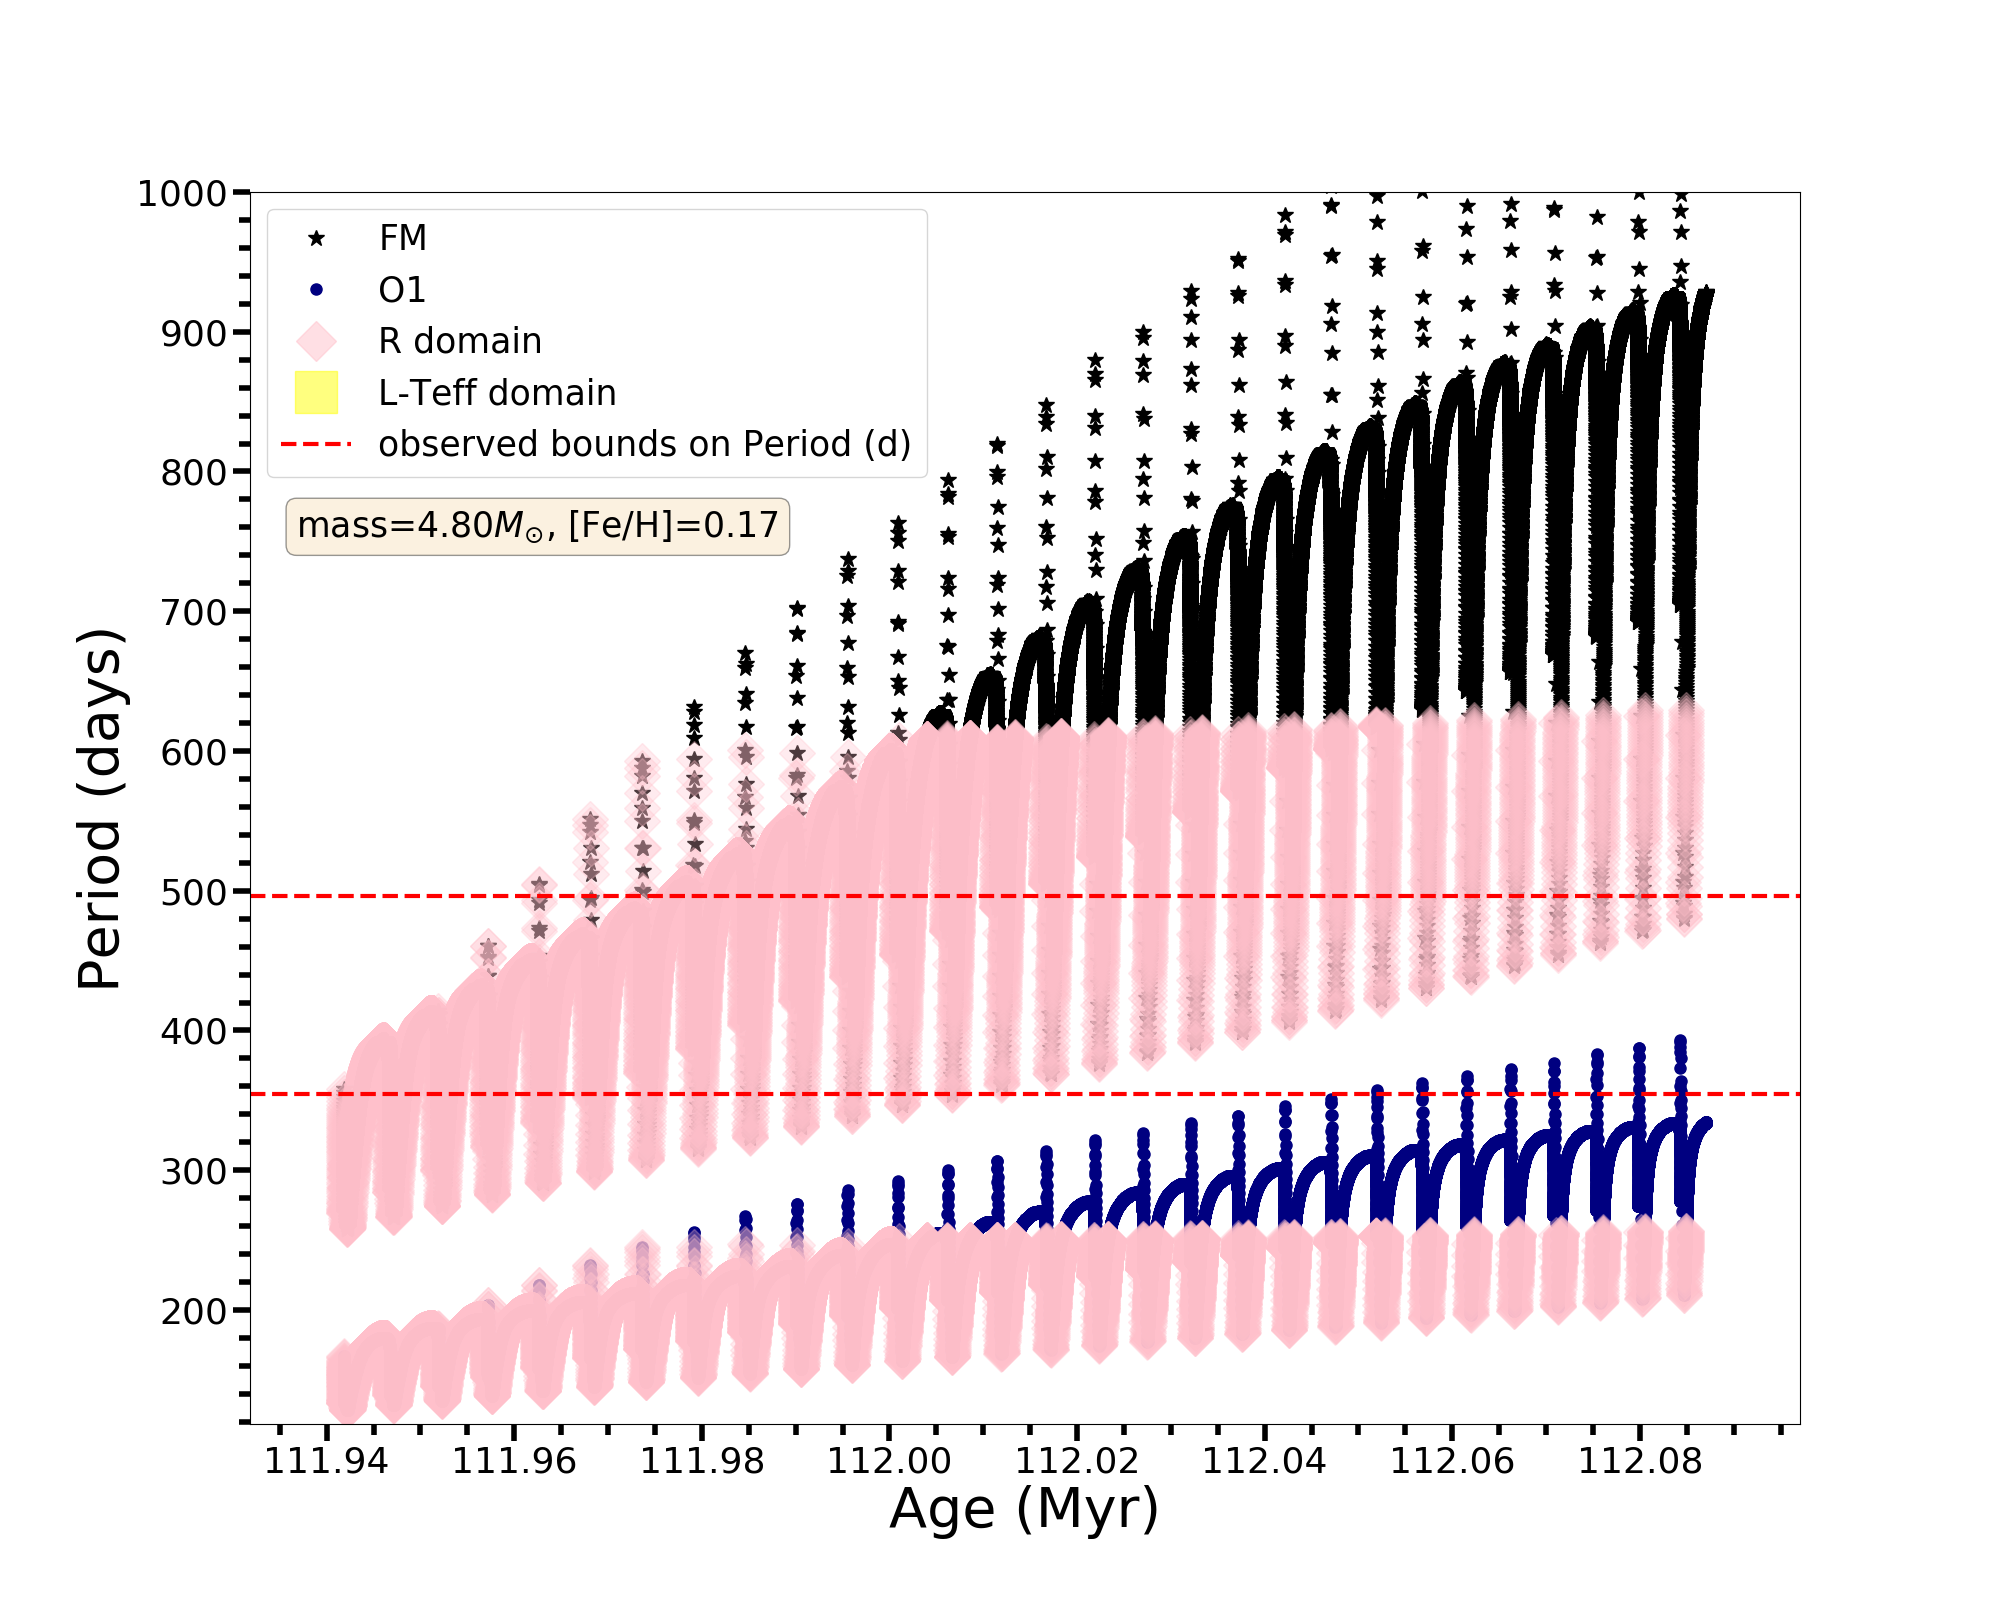 1000
900
800
700
600
500
400
300
200
Period (days)
FM
O1
R domain
L-Teff domain
observed bounds on Period (d)
mass=4.80M⊙, [Fe/H]=0.17
111.94 111.96 111.98 112.00 112.02 112.04 112.06 112.08
Age (Myr)